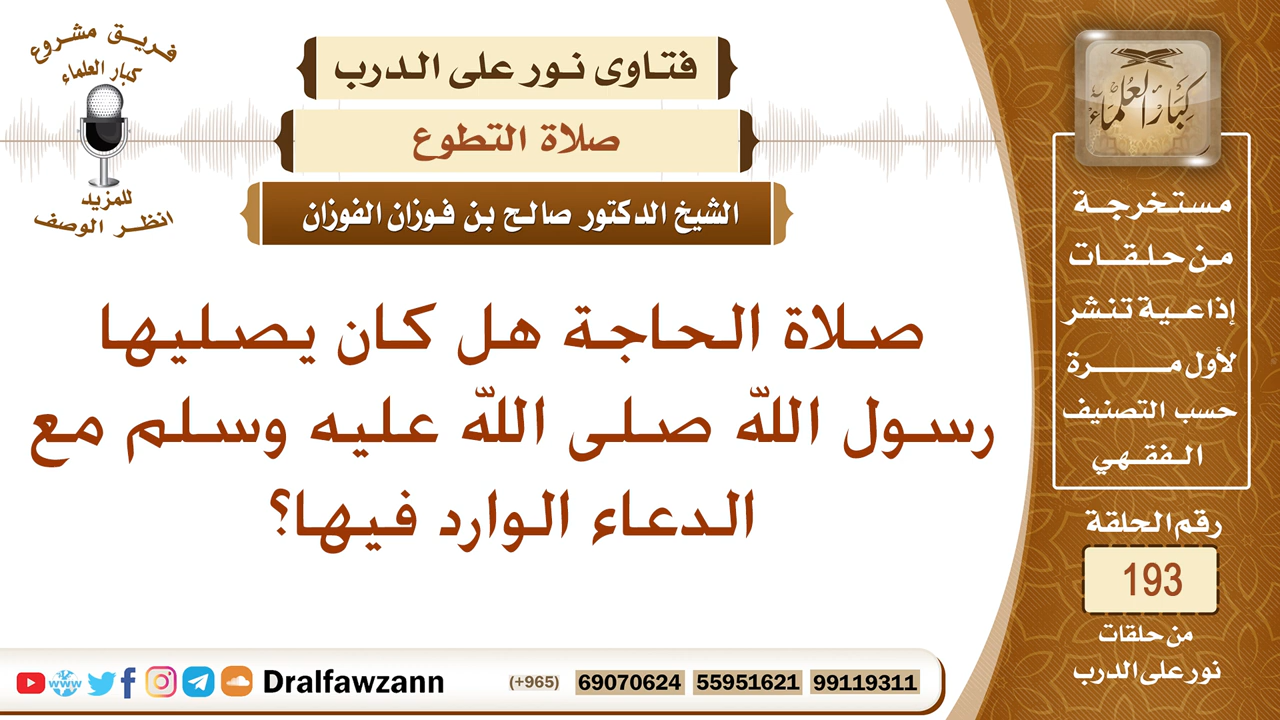 فريق مشروع
كبار العلماء
للمزيد
انظر الوصف
فتاوى نور على الدرب
صلاة التطوع
الشيخ الدكتور صالح بن فوزان الفوزان
كبار العلماء
مستخرجة
من حلقات
إذاعية تنشر
لأول مرة
حسب التصنيف
الفقهي
رقم الحلقة
193
من حلقات
نور على الدرب
صلاة الحاجة هل كان يصليها
رسول الله صلى الله عليه وسلم مع
الدعاء الوارد فيها؟
www Dralfawzann (+965) 69070624 55951621 99119311